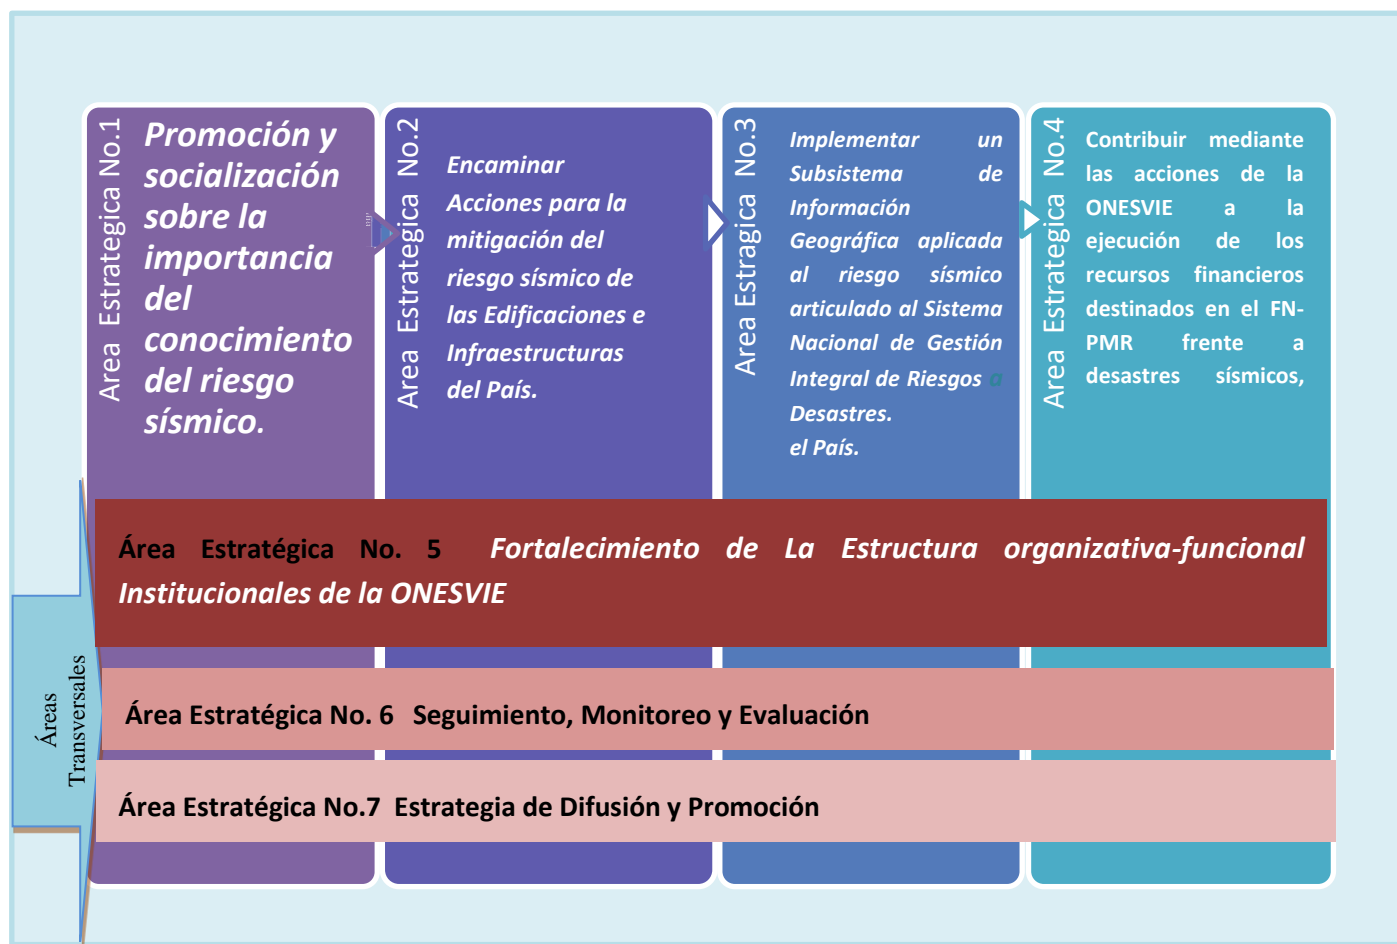 Area Estrategica No.1
Promoción y
socialización
sobre la
importancia
del
conocimiento
del riesgo
sísmico.
Area Estrategica No.2
Encaminar
Acciones para la
mitigación del
riesgo sísmico de
las Edificaciones e
Infraestructuras
del País.
Area Estragica No.3
Implementar un
Subsistema de
Información
Geográfica aplicada
al riesgo sísmico
articulado al Sistema
Nacional de Gestión
Integral de Riesgos a
Desastres.
el País.
Area Estrategica No.4
Contribuir mediante
las acciones de la
ONESVIE a la
ejecución de los
recursos financieros
destinados en el FN-
PMR frente a
desastres sísmicos,
Área Estratégica No. 5 Fortalecimiento de La Estructura organizativa-funcional
Institucionales de la ONESVIE
Áreas
Transversales
Área Estratégica No. 6 Seguimiento, Monitoreo y Evaluación
Área Estratégica No.7 Estrategia de Difusión y Promoción